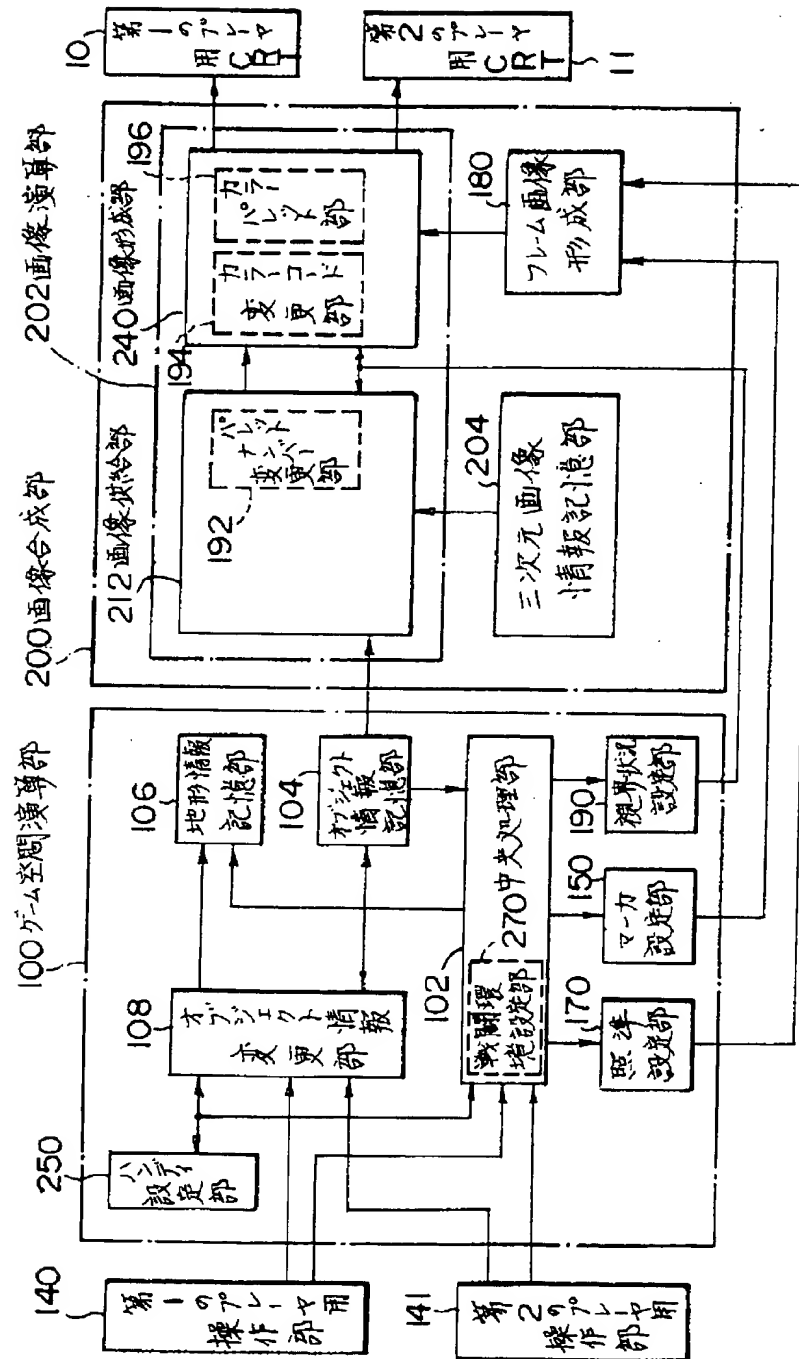 140
第1のプレーヤ用
操作部
141
第2のプレーヤ用
操作部
100ゲーム空間演算部
250
ハンディ
設定部
108
オブジェクト情報
変更部
106
地形情報
記憶部
104
オブジェクト
情報
記憶部
102
270中央処理部
戦闘環
境設定部
170
照準
設定部
150
マーカ
設定部
190
視界状況
設定部
200画像合成部
202画像演算部
212画像供給部
192
パレット
ナンバー
変更部
240画像形成部
194
カラーコード
変更部
196
カラー
パレット部
204
三次元画像
情報記憶部
180
フレーム画像
形成部
10
第1のプレーヤ
用CRT
第2のプレーヤ
用CRT
11